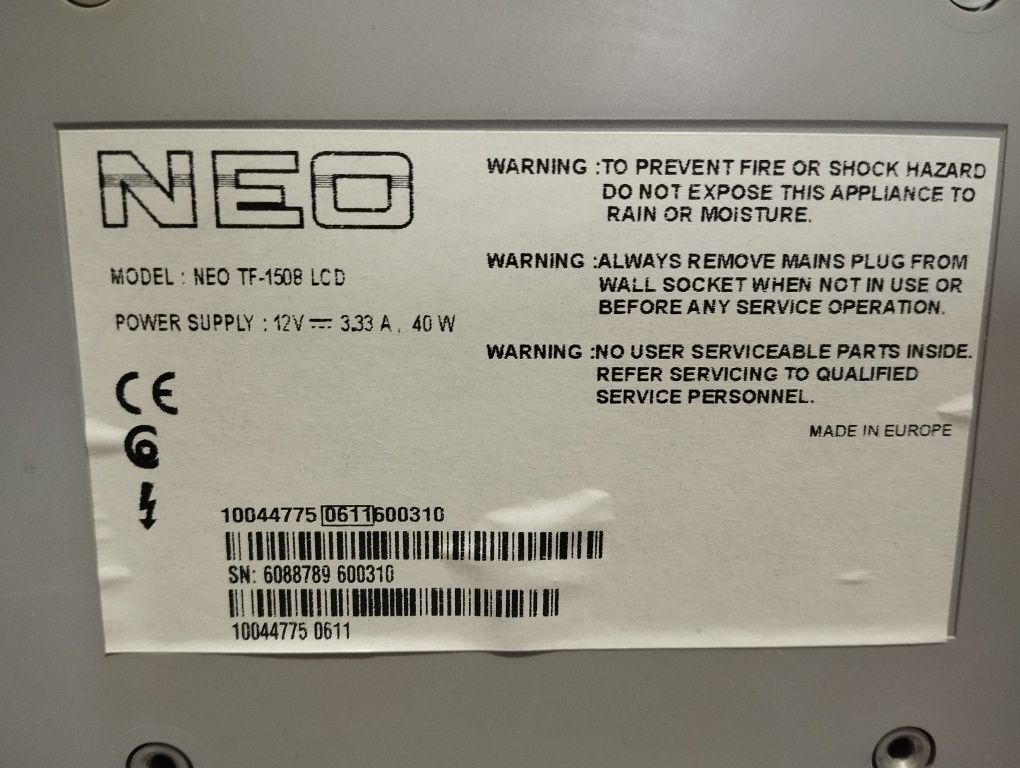 NEO
MODEL : NEO TF-1508 LCD
POWER SUPPLY : 12V ⎓ 3.33 A , 40 W
CE
WARNING :TO PREVENT FIRE OR SHOCK HAZARD
DO NOT EXPOSE THIS APPLIANCE TO
RAIN OR MOISTURE.
WARNING :ALWAYS REMOVE MAINS PLUG FROM
WALL SOCKET WHEN NOT IN USE OR
BEFORE ANY SERVICE OPERATION.
WARNING :NO USER SERVICEABLE PARTS INSIDE.
REFER SERVICING TO QUALIFIED
SERVICE PERSONNEL.
MADE IN EUROPE
10044775 0611 600310
SN: 6088789 600310
10044775 0611